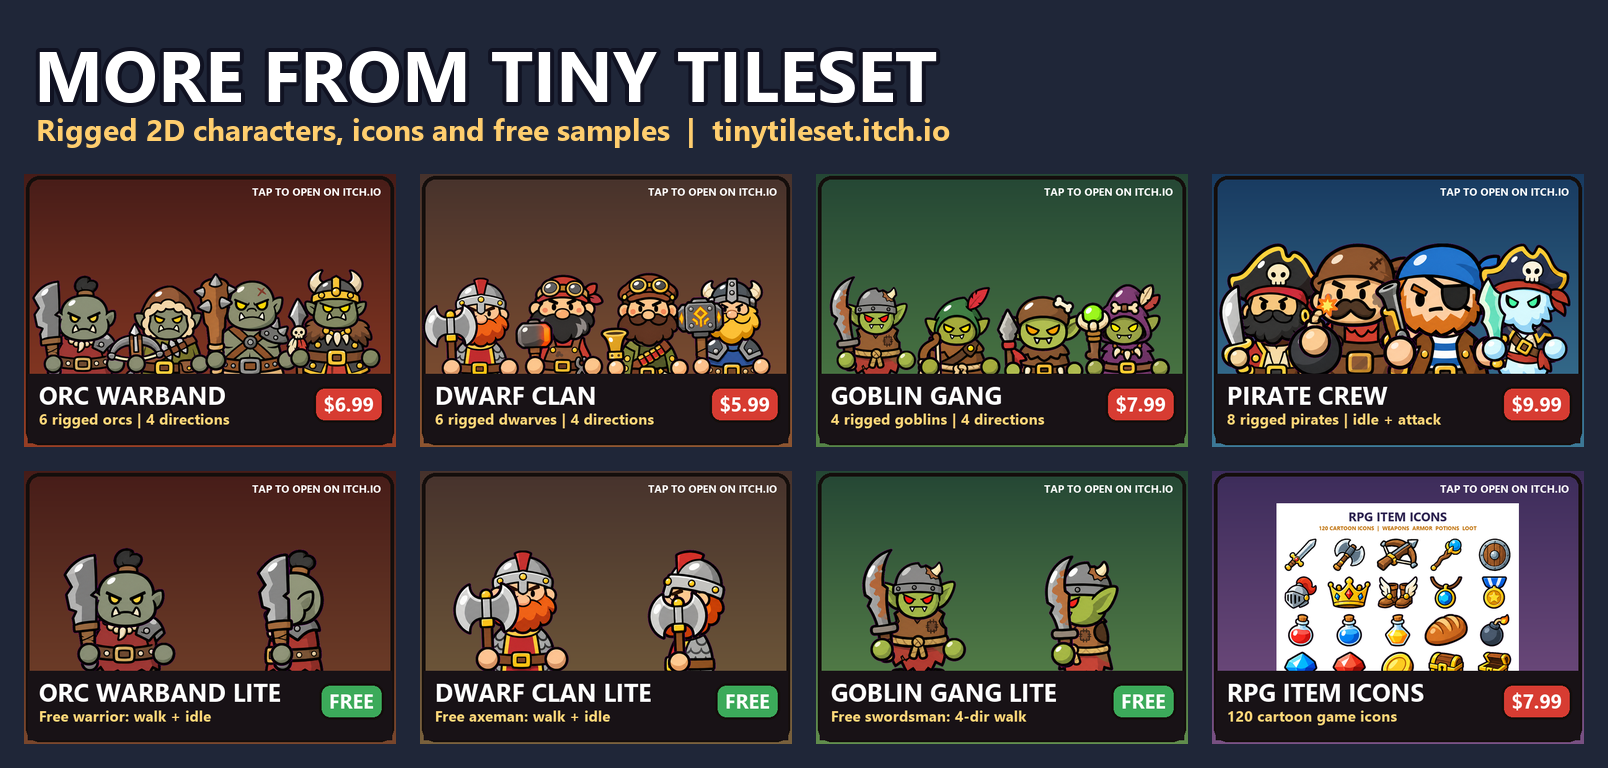 MORE FROM TINY TILESET
Rigged 2D characters, icons and free samples | tinytileset.itch.io
TAP TO OPEN ON ITCH.IO
ORC WARBAND
6 rigged orcs | 4 directions
$6.99
TAP TO OPEN ON ITCH.IO
DWARF CLAN
6 rigged dwarves | 4 directions
$5.99
TAP TO OPEN ON ITCH.IO
GOBLIN GANG
4 rigged goblins | 4 directions
$7.99
TAP TO OPEN ON ITCH.IO
PIRATE CREW
8 rigged pirates | idle + attack
$9.99
TAP TO OPEN ON ITCH.IO
ORC WARBAND LITE
Free warrior: walk + idle
FREE
TAP TO OPEN ON ITCH.IO
DWARF CLAN LITE
Free axeman: walk + idle
FREE
TAP TO OPEN ON ITCH.IO
GOBLIN GANG LITE
Free swordsman: 4-dir walk
FREE
TAP TO OPEN ON ITCH.IO
RPG ITEM ICONS
120 CARTOON ICONS | WEAPONS ARMOR POTIONS LOOT
RPG ITEM ICONS
120 cartoon game icons
$7.99